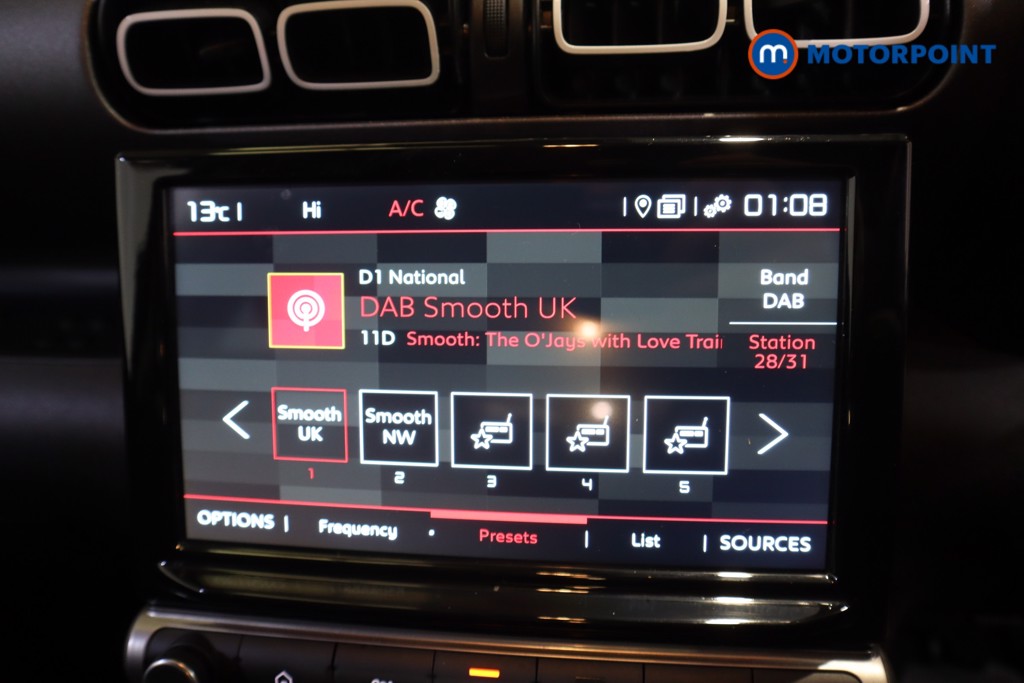 m MOTORPOINT
13°C Hi A/C 01:08
D1 National
DAB Smooth UK
11D Smooth: The O'Jays with Love Trai
Band
DAB
Station
28/31
Smooth
UK
Smooth
NW
1 2 3 4 5
OPTIONS Frequency Presets List SOURCES